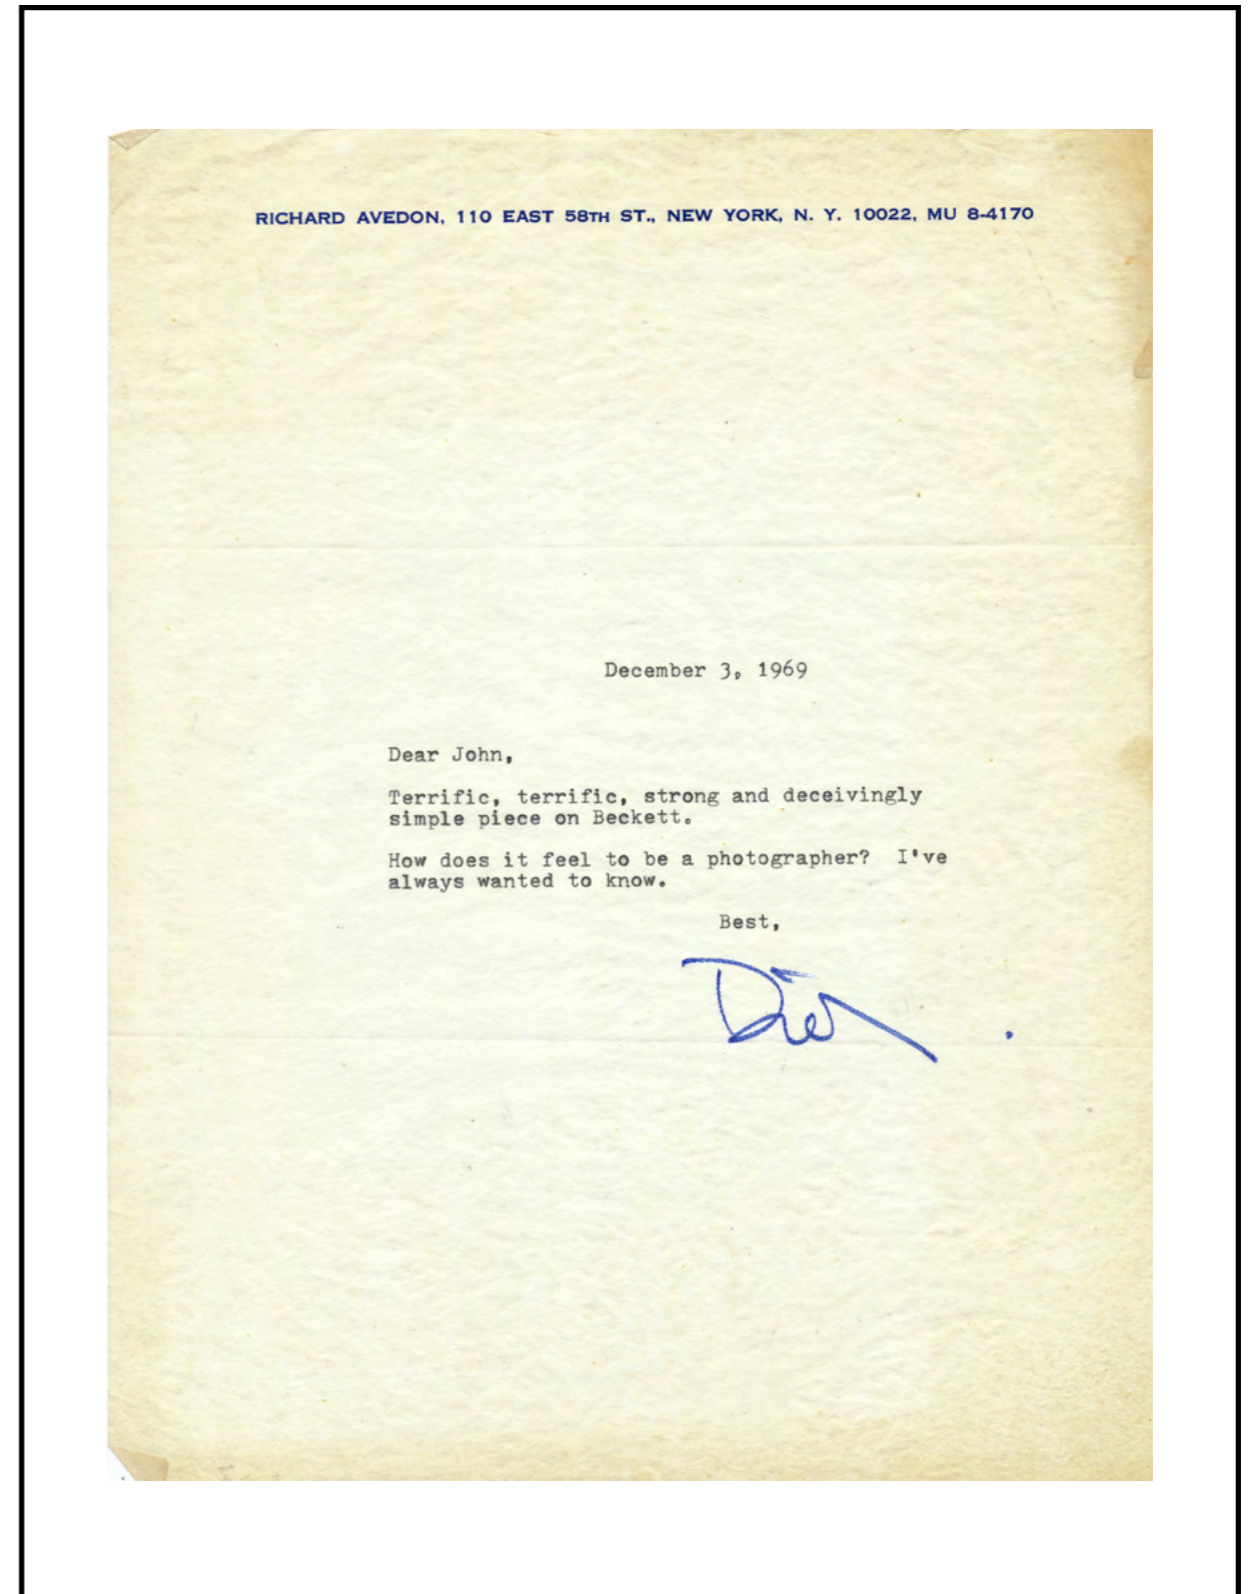 RICHARD AVEDON, 110 EAST 58TH ST., NEW YORK, N. Y. 10022, MU 8-4170
December 3, 1969
Dear John,
Terrific, terrific, strong and deceivingly
simple piece on Beckett.
How does it feel to be a photographer?  I've
always wanted to know.
Best,